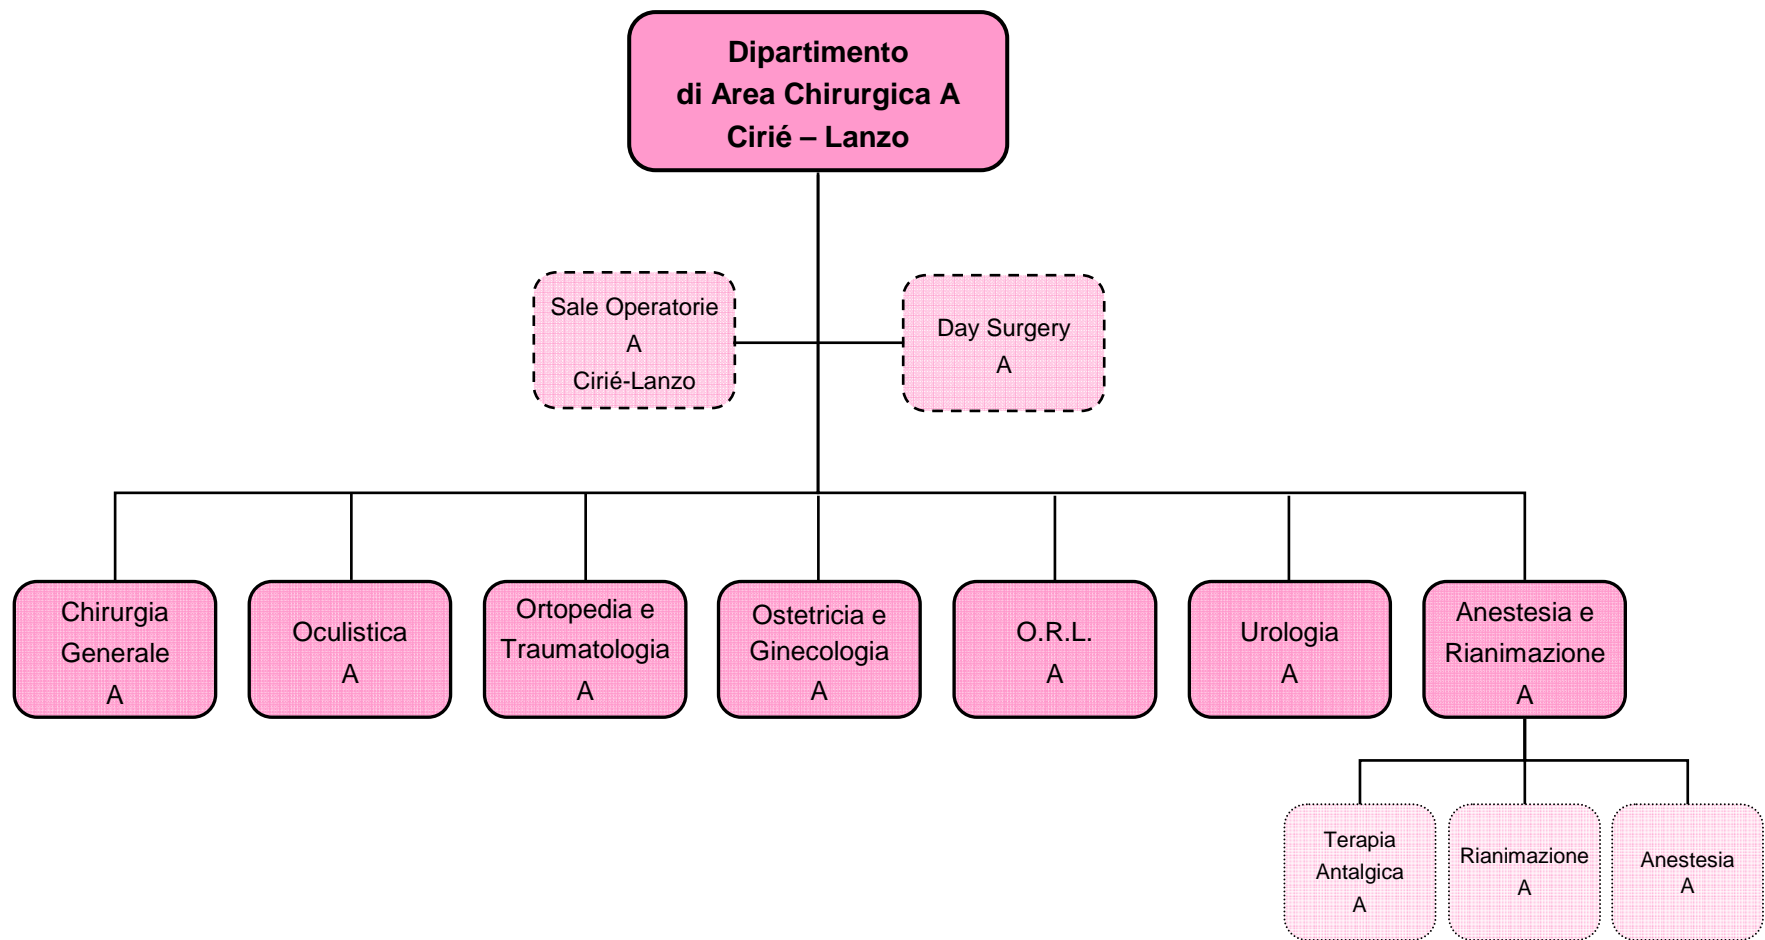 Dipartimento
di Area Chirurgica A
Cirié – Lanzo
Sale Operatorie
A
Cirié-Lanzo
Day Surgery
A
Chirurgia
Generale
A
Oculistica
A
Ortopedia e
Traumatologia
A
Ostetricia e
Ginecologia
A
O.R.L.
A
Urologia
A
Anestesia e
Rianimazione
A
Terapia
Antalgica
A
Rianimazione
A
Anestesia
A